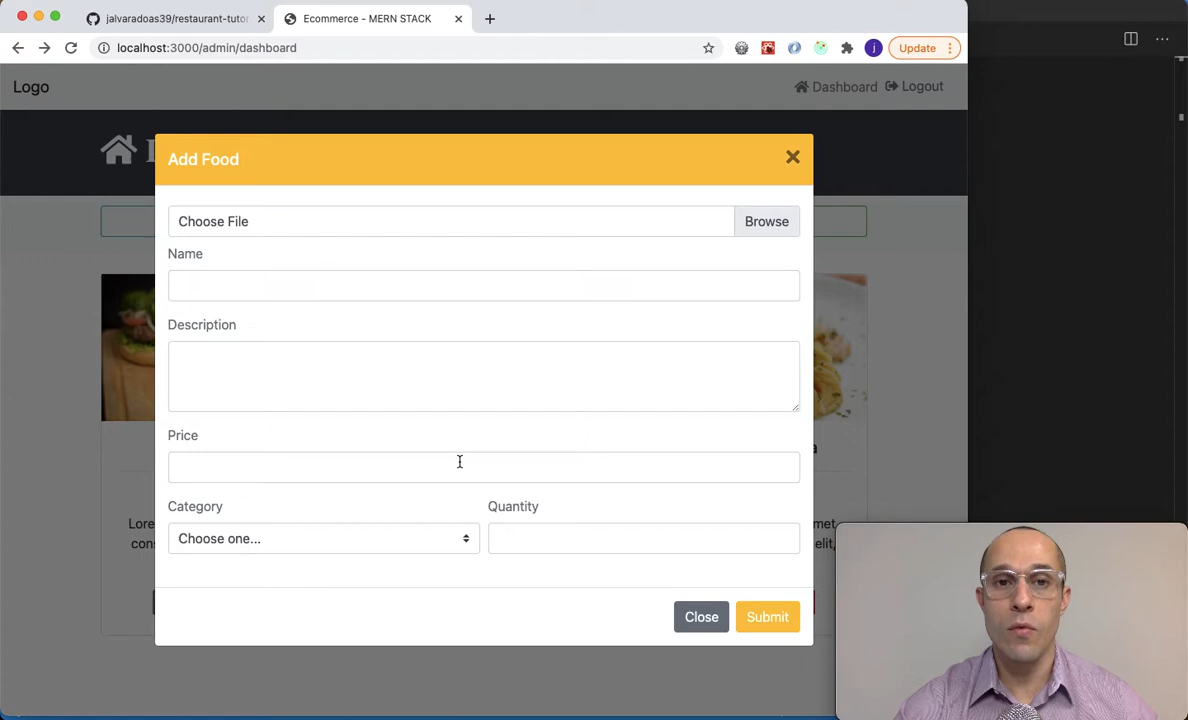 jalvaradoas39/restaurant-tutor
Ecommerce - MERN STACK
localhost:3000/admin/dashboard
j
Update
Logo
Dashboard
Logout
Add Food
Choose File
Browse
Name
Description
Price
Category
Quantity
Choose one...
Close
Submit